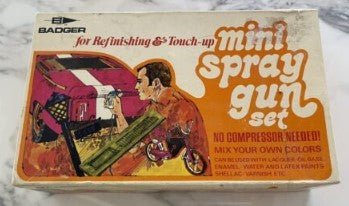 BADGER
for Refinishing & Touch-up
mini
spray
gun
set
NO COMPRESSOR NEEDED!
MIX YOUR OWN COLORS
CAN BE USED WITH LACQUER-OIL BASE
ENAMEL-WATER AND LATEX PAINTS
SHELLAC-VARNISH, ETC.